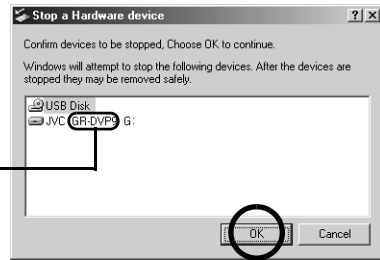 Stop a Hardware device
Confirm devices to be stopped, Choose OK to continue.
Windows will attempt to stop the following devices. After the devices are
stopped they may be removed safely.
USB Disk
JVC GR-DVP9 G:
OK Cancel